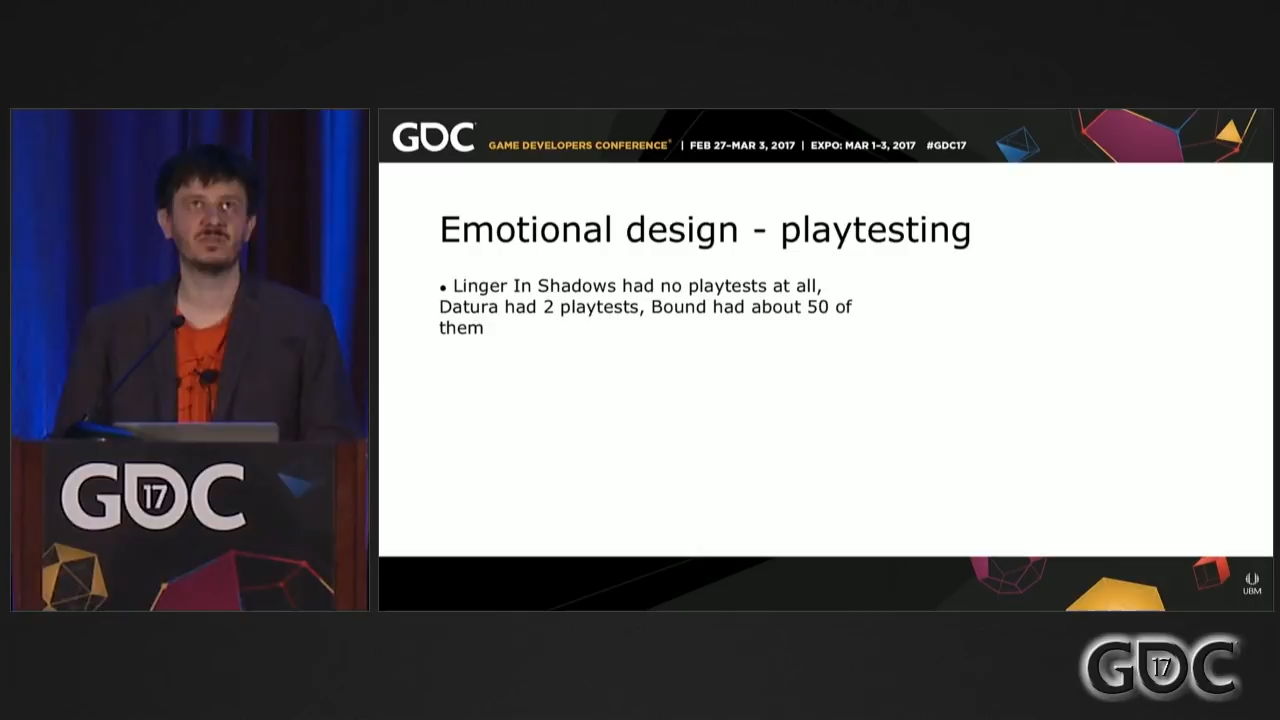 GDC
GAME DEVELOPERS CONFERENCE® | FEB 27–MAR 3, 2017 | EXPO: MAR 1–3, 2017 #GDC17
Emotional design - playtesting
• Linger In Shadows had no playtests at all,
Datura had 2 playtests, Bound had about 50 of
them
GDC
17
UBM
GDC
17